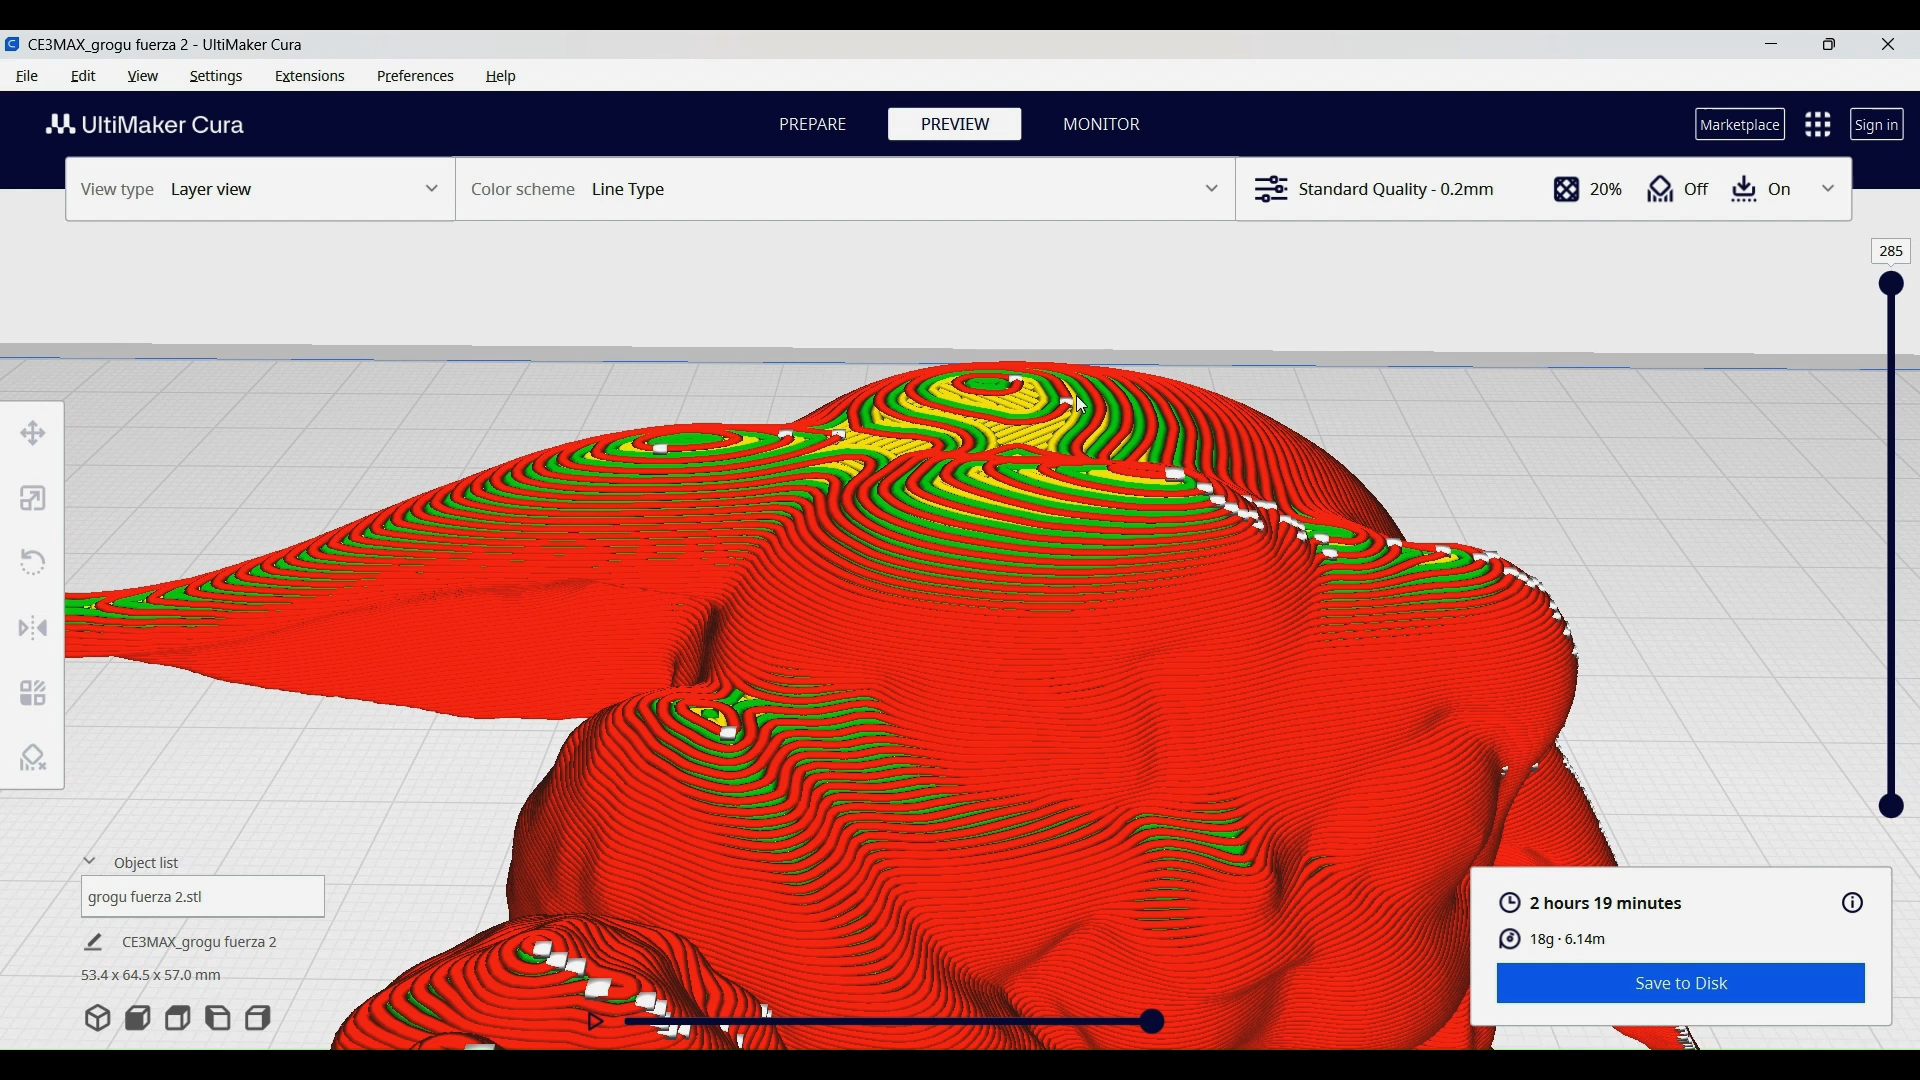 CE3MAX_grogu fuerza 2 - UltiMaker Cura
File Edit View Settings Extensions Preferences Help
UltiMaker Cura PREPARE PREVIEW MONITOR Marketplace Sign in
View type Layer view Color scheme Line Type Standard Quality - 0.2mm 20% Off On
285
Object list
grogu fuerza 2.stl
CE3MAX_grogu fuerza 2
53.4 x 64.5 x 57.0 mm
2 hours 19 minutes
18g · 6.14m
Save to Disk